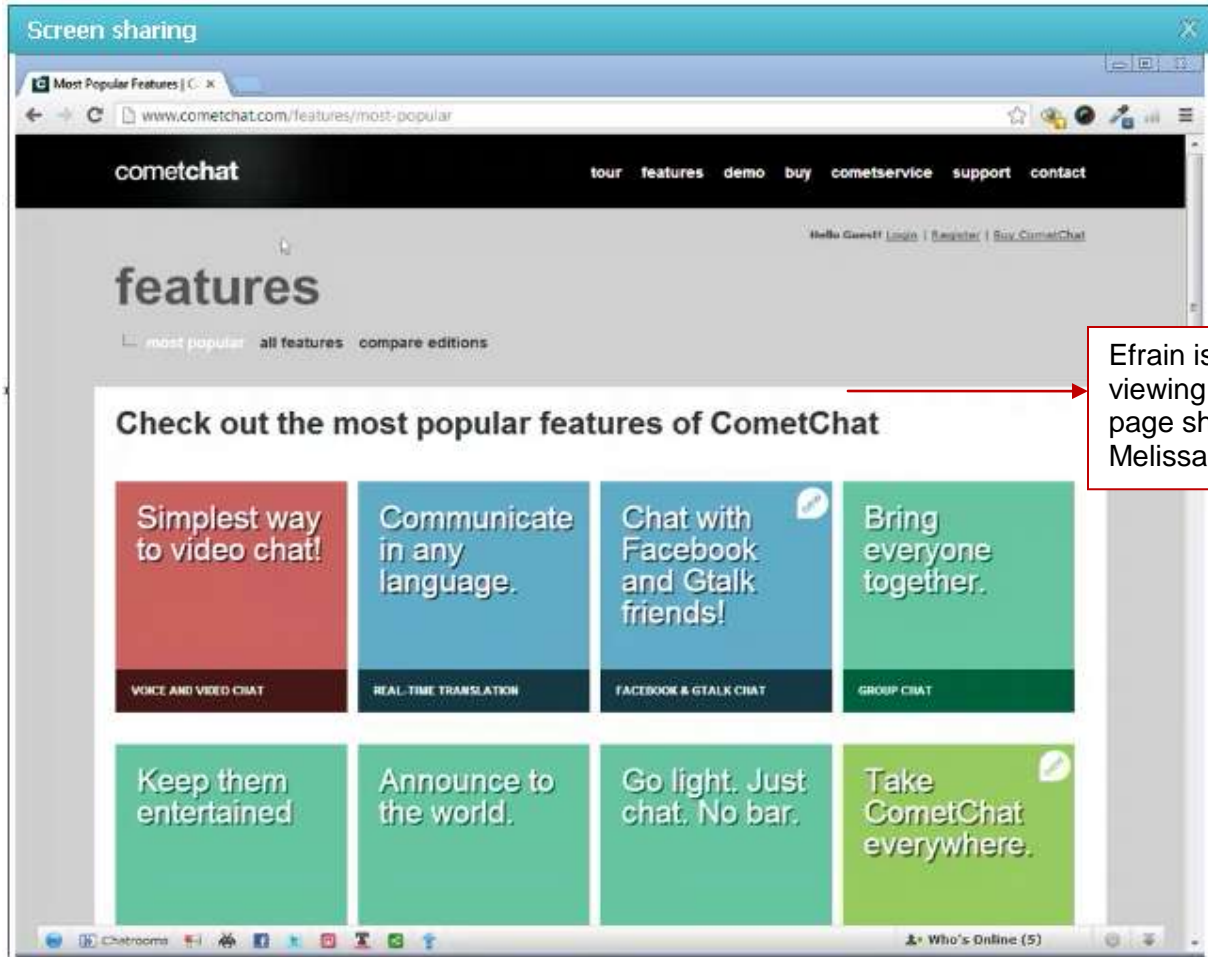 Screen sharing
Most Popular Features | C
www.cometchat.com/features/most-popular
cometchat
tour features demo buy cometservice support contact
Hello Guest! Login | Register | Buy CometChat
features
most popular all features compare editions
Efrain is
viewing
page sh
Melissa
Check out the most popular features of CometChat
Simplest way
to video chat!
VOICE AND VIDEO CHAT
Communicate
in any
language.
REAL-TIME TRANSLATION
Chat with
Facebook
and Gtalk
friends!
FACEBOOK & GTALK CHAT
Bring
everyone
together.
GROUP CHAT
Keep them
entertained
Announce to
the world.
Go light. Just
chat. No bar.
Take
CometChat
everywhere.
Chatrooms
Who's Online (5)